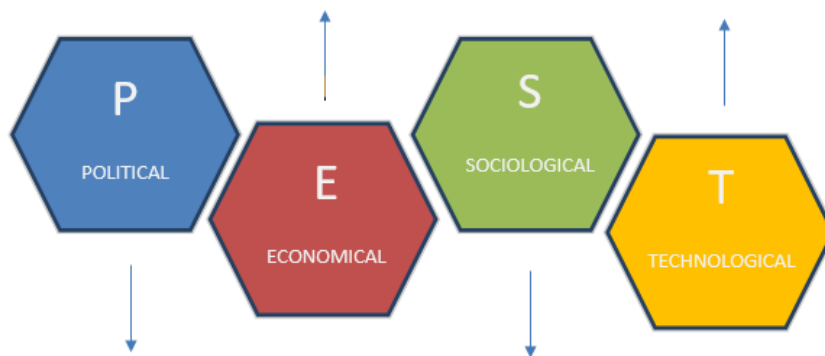 P
POLITICAL
E
ECONOMICAL
S
SOCIOLOGICAL
T
TECHNOLOGICAL